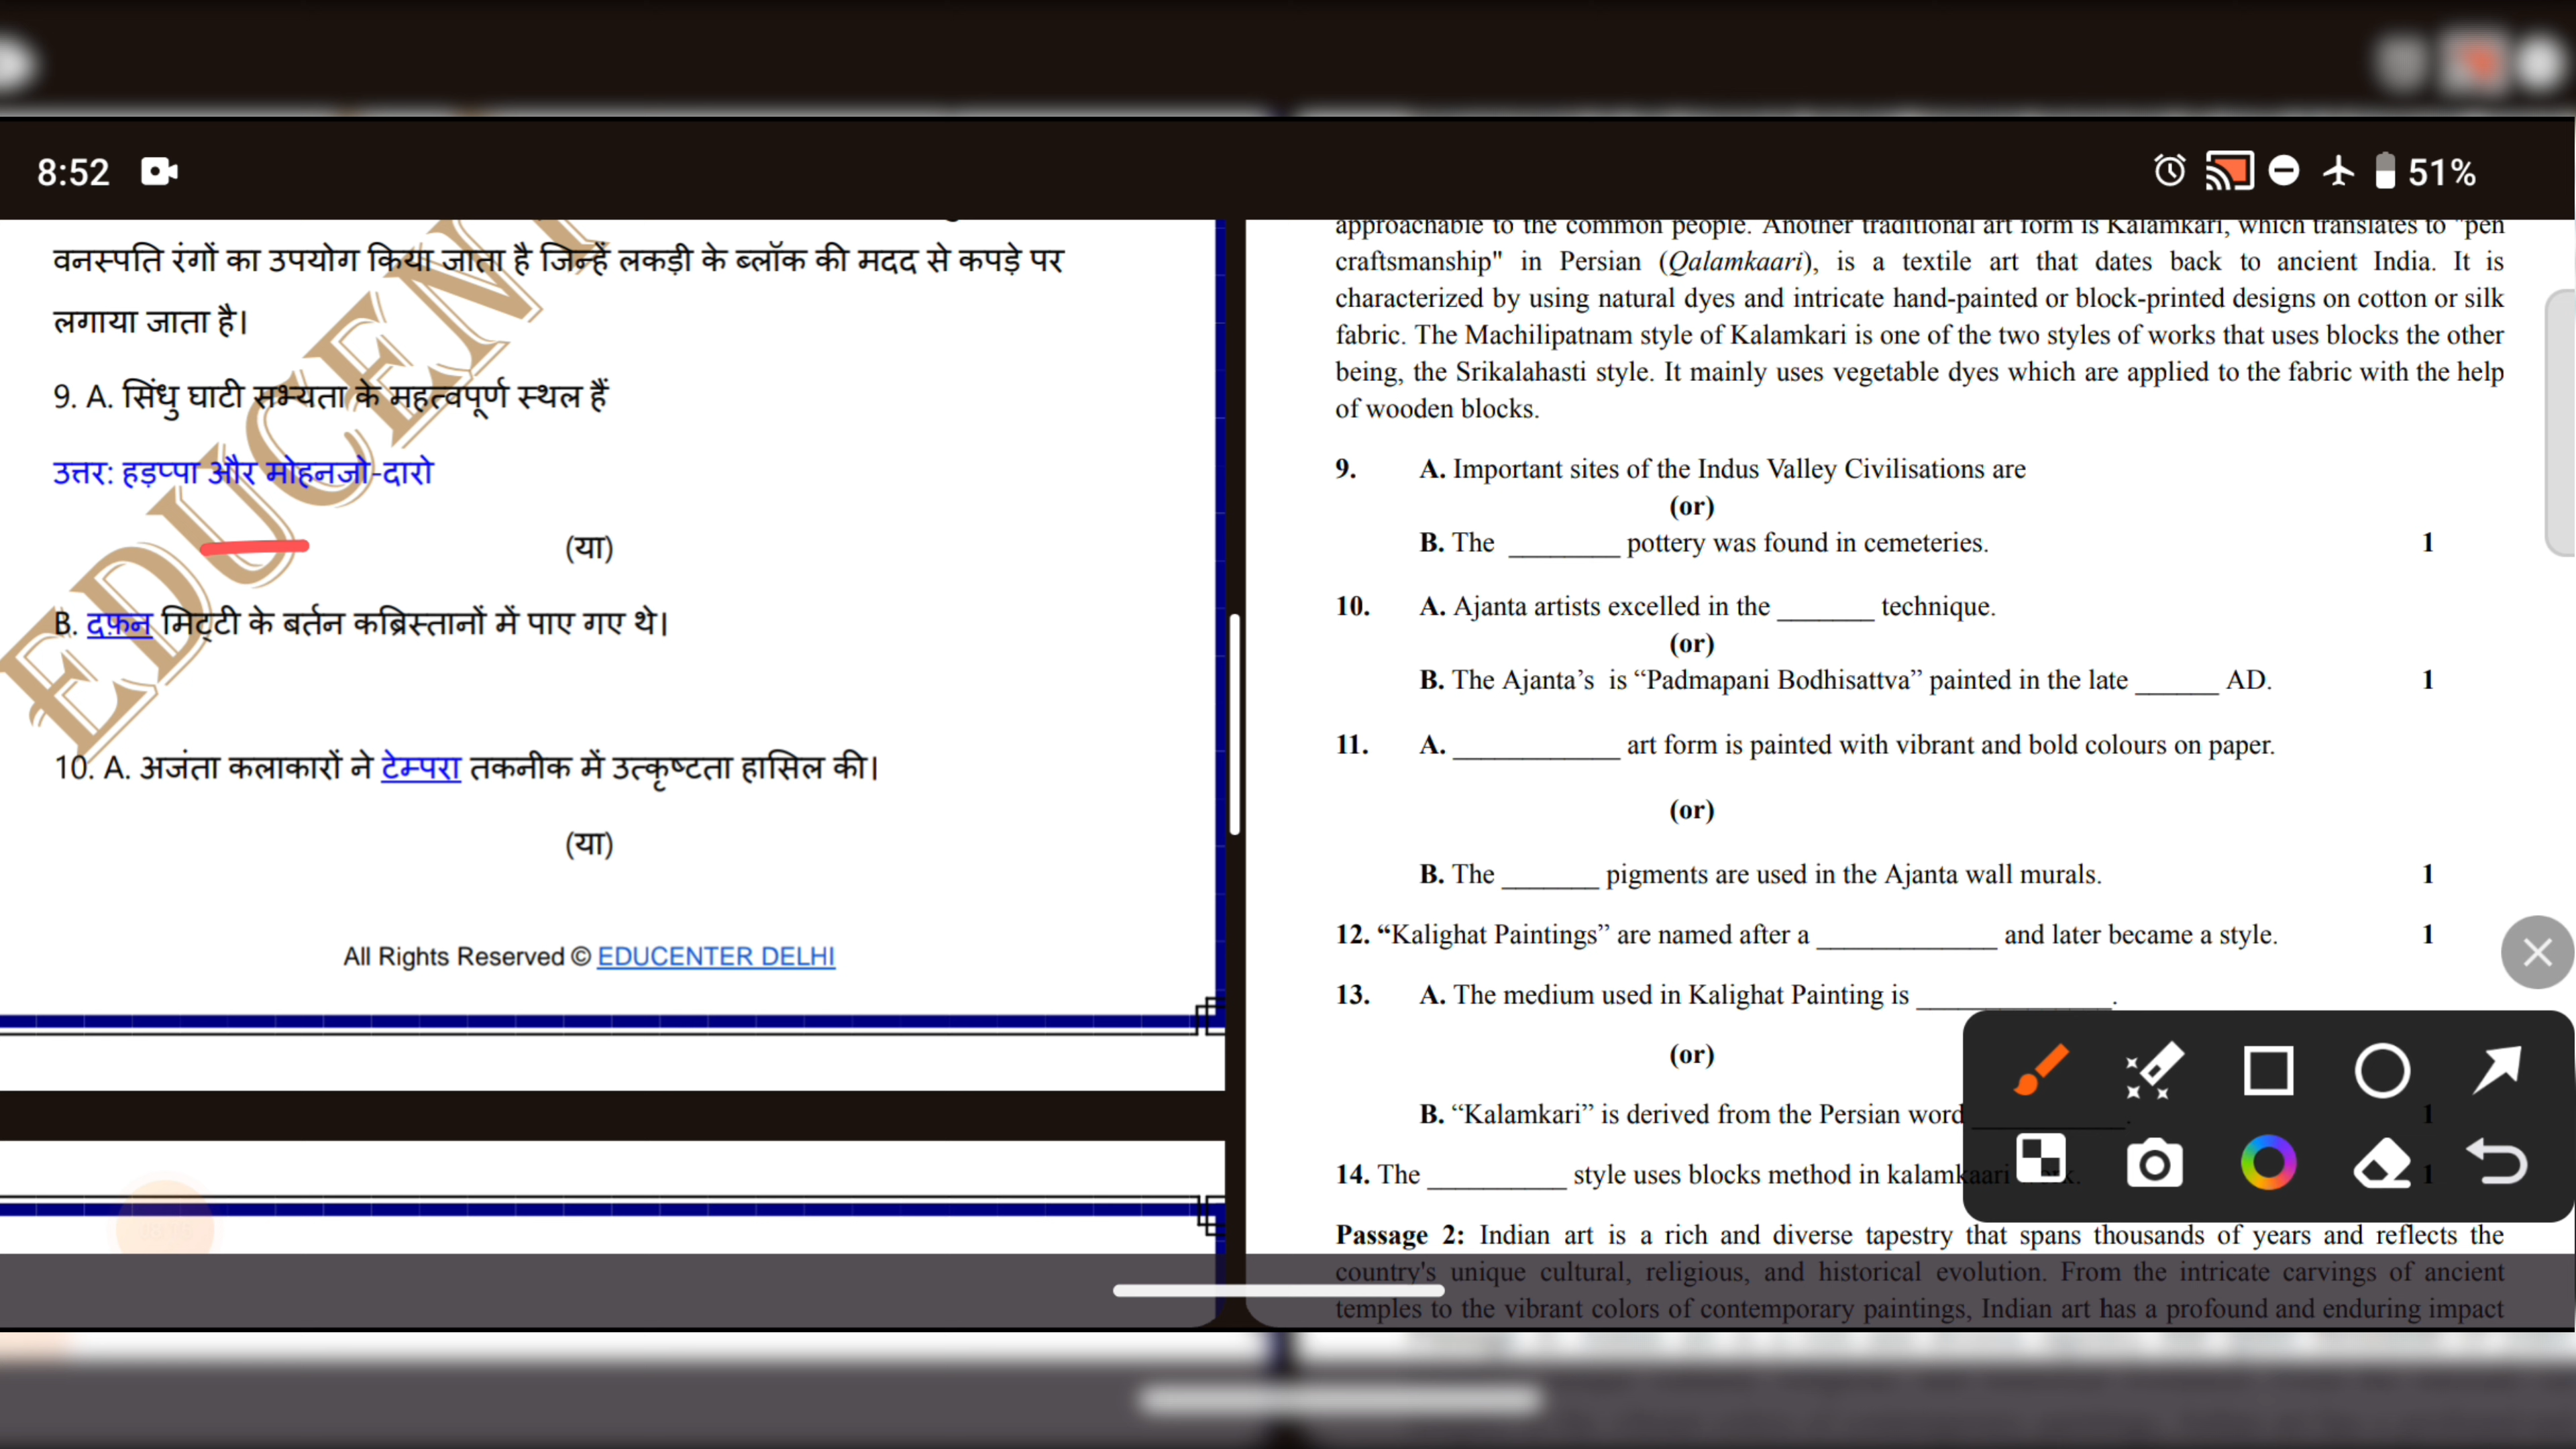 8:52
51%
वनस्पति रंगों का उपयोग किया जाता है जिन्हें लकड़ी के ब्लॉक की मदद से कपड़े पर
लगाया जाता है।
9. A. सिंधु घाटी सभ्यता के महत्वपूर्ण स्थल हैं
उत्तर: हड़प्पा और मोहनजो-दारो
(या)
B. दफ़न मिट्टी के बर्तन कब्रिस्तानों में पाए गए थे।
10. A. अजंता कलाकारों ने टेम्परा तकनीक में उत्कृष्टता हासिल की।
(या)
All Rights Reserved © EDUCENTER DELHI
EDUCEN
approachable to the common people. Another traditional art form is Kalamkari, which translates to "pen
craftsmanship" in Persian (Qalamkaari), is a textile art that dates back to ancient India. It is
characterized by using natural dyes and intricate hand-painted or block-printed designs on cotton or silk
fabric. The Machilipatnam style of Kalamkari is one of the two styles of works that uses blocks the other
being, the Srikalahasti style. It mainly uses vegetable dyes which are applied to the fabric with the help
of wooden blocks.
9. A. Important sites of the Indus Valley Civilisations are
(or)
B. The ________ pottery was found in cemeteries. 1
10. A. Ajanta artists excelled in the _______ technique.
(or)
B. The Ajanta’s is “Padmapani Bodhisattva” painted in the late ______ AD. 1
11. A. ____________ art form is painted with vibrant and bold colours on paper.
(or)
B. The _______ pigments are used in the Ajanta wall murals. 1
12. “Kalighat Paintings” are named after a _____________ and later became a style. 1
13. A. The medium used in Kalighat Painting is ______________.
(or)
B. “Kalamkari” is derived from the Persian word ___________. 1
14. The __________ style uses blocks method in kalamkaari 1
Passage 2: Indian art is a rich and diverse tapestry that spans thousands of years and reflects the
country's unique cultural, religious, and historical evolution. From the intricate carvings of ancient
temples to the vibrant colors of contemporary paintings, Indian art has a profound and enduring impact